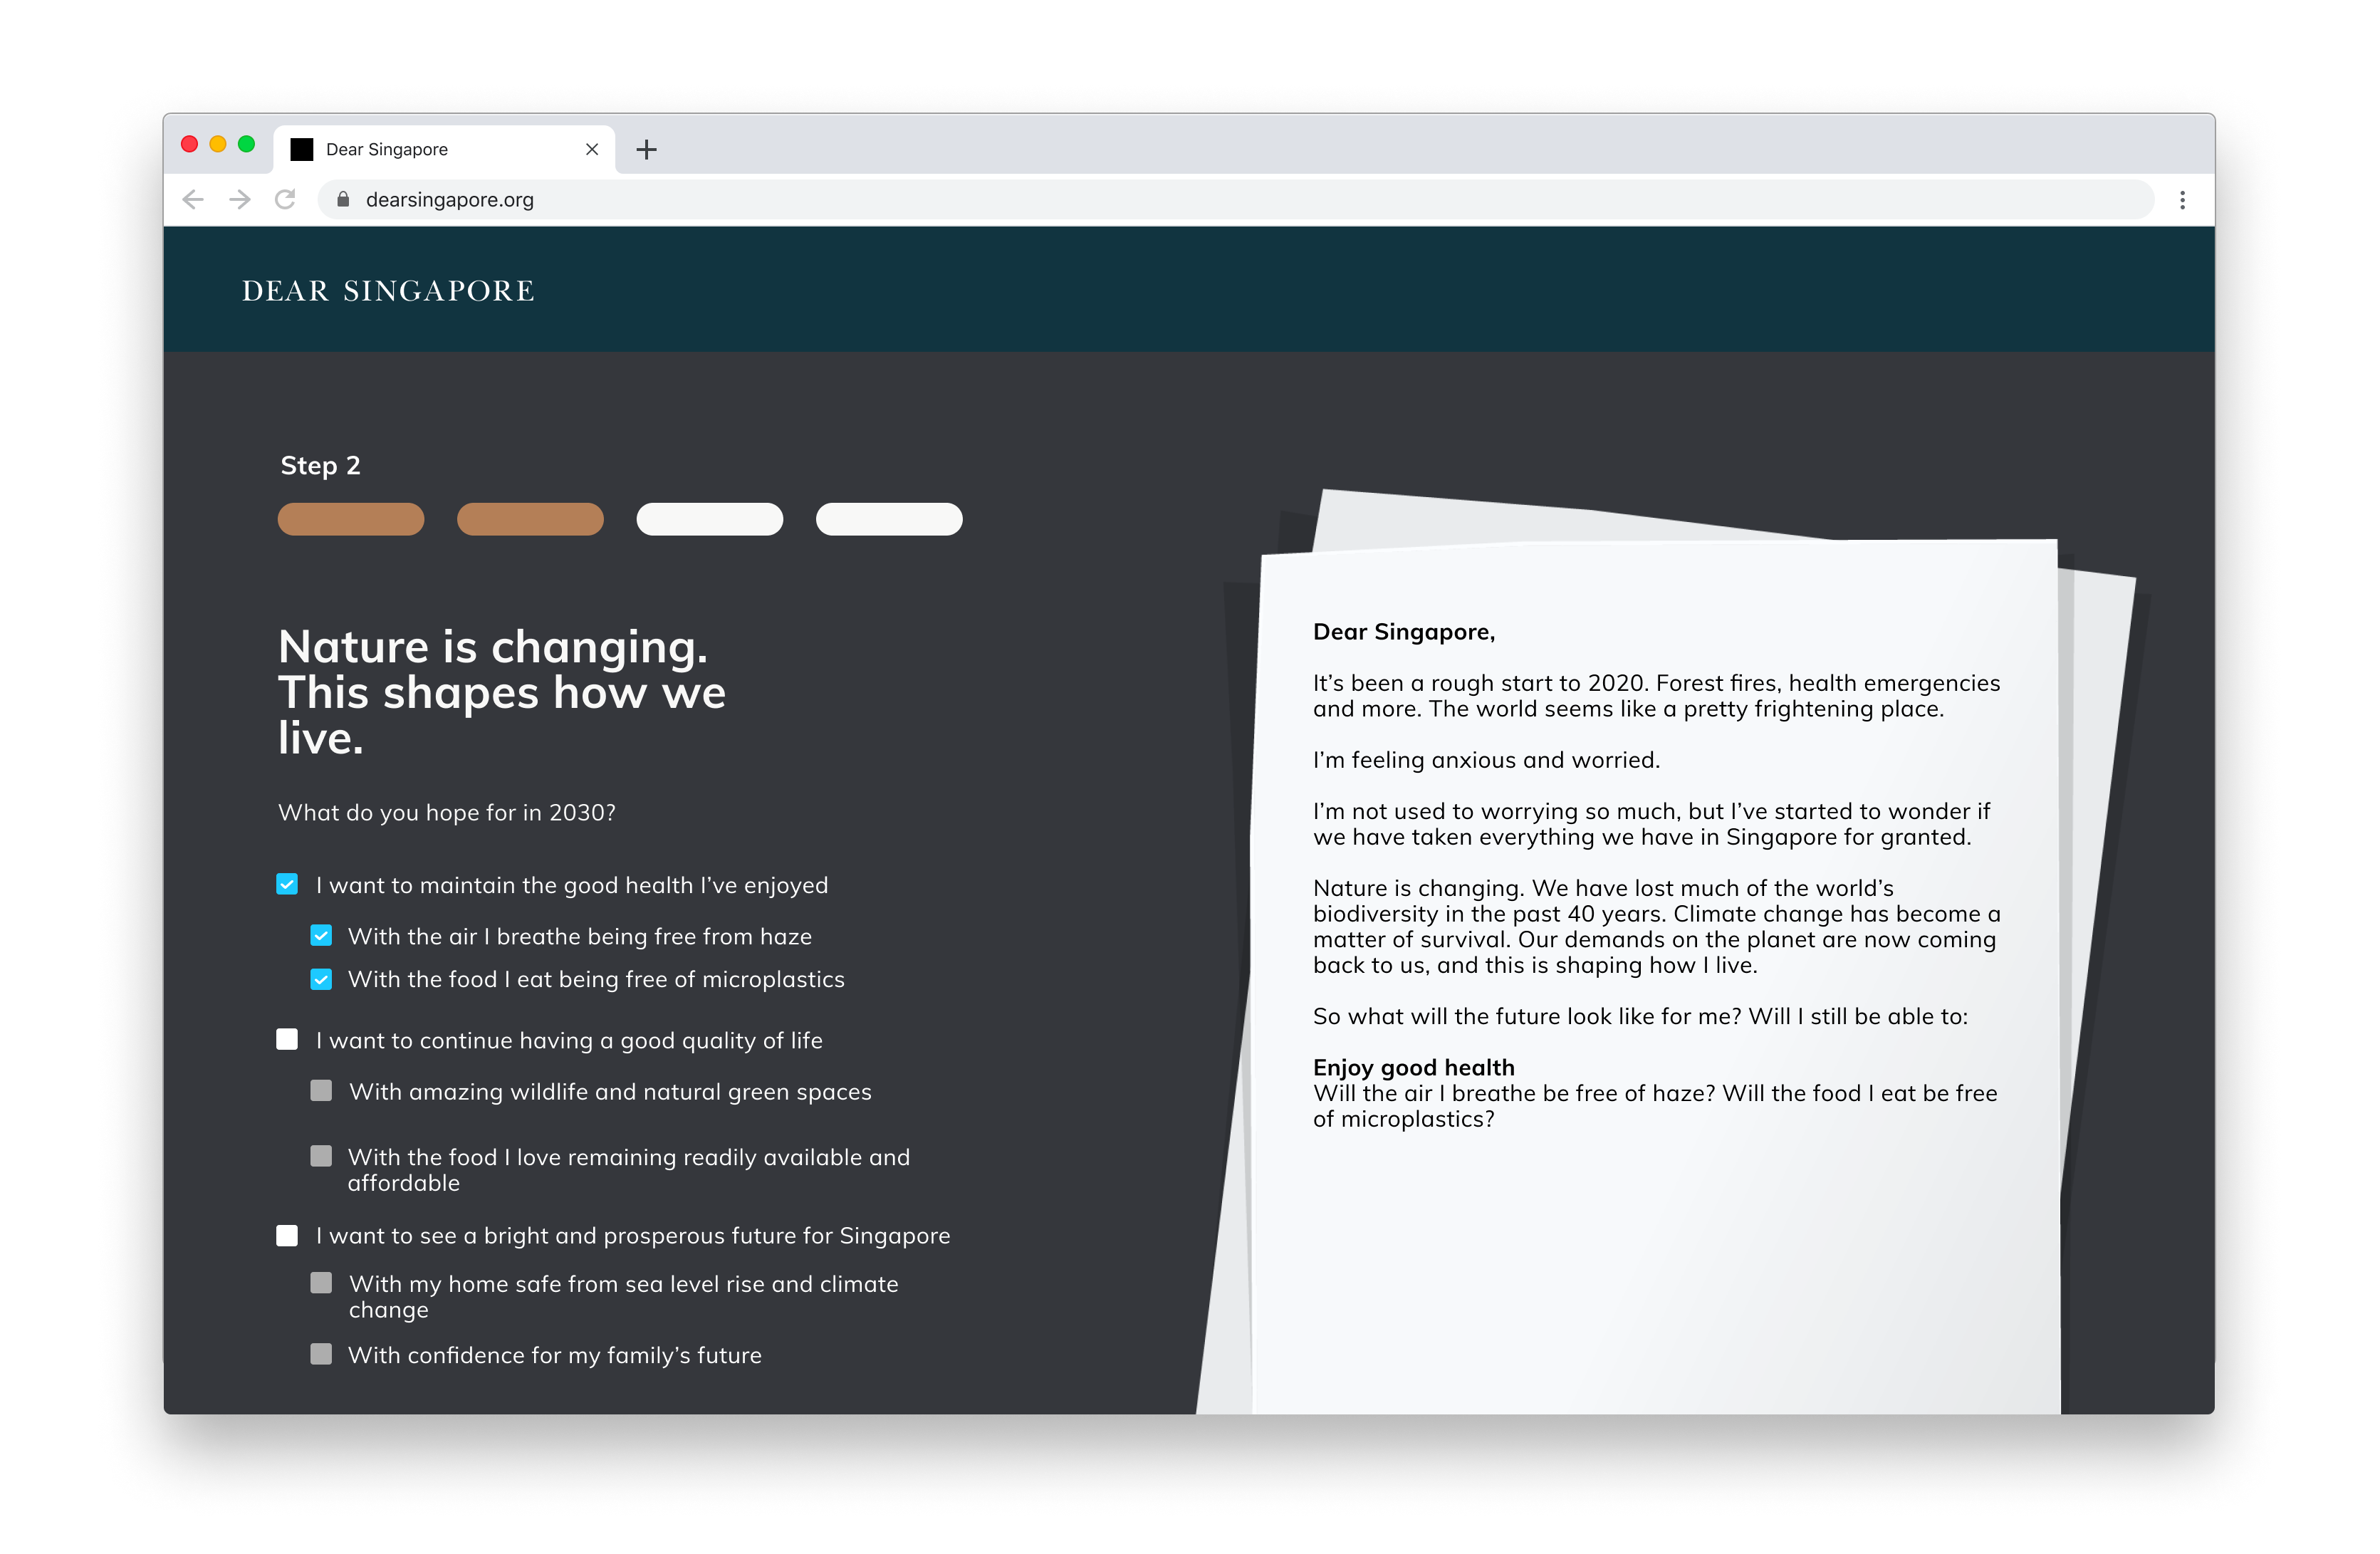 Dear Singapore
dearsingapore.org
DEAR SINGAPORE
Step 2
Nature is changing.
This shapes how we
live.
What do you hope for in 2030?
I want to maintain the good health I’ve enjoyed
With the air I breathe being free from haze
With the food I eat being free of microplastics
I want to continue having a good quality of life
With amazing wildlife and natural green spaces
With the food I love remaining readily available and
affordable
I want to see a bright and prosperous future for Singapore
With my home safe from sea level rise and climate
change
With confidence for my family’s future
Dear Singapore,
It’s been a rough start to 2020. Forest fires, health emergencies
and more. The world seems like a pretty frightening place.
I’m feeling anxious and worried.
I’m not used to worrying so much, but I’ve started to wonder if
we have taken everything we have in Singapore for granted.
Nature is changing. We have lost much of the world’s
biodiversity in the past 40 years. Climate change has become a
matter of survival. Our demands on the planet are now coming
back to us, and this is shaping how I live.
So what will the future look like for me? Will I still be able to:
Enjoy good health
Will the air I breathe be free of haze? Will the food I eat be free
of microplastics?